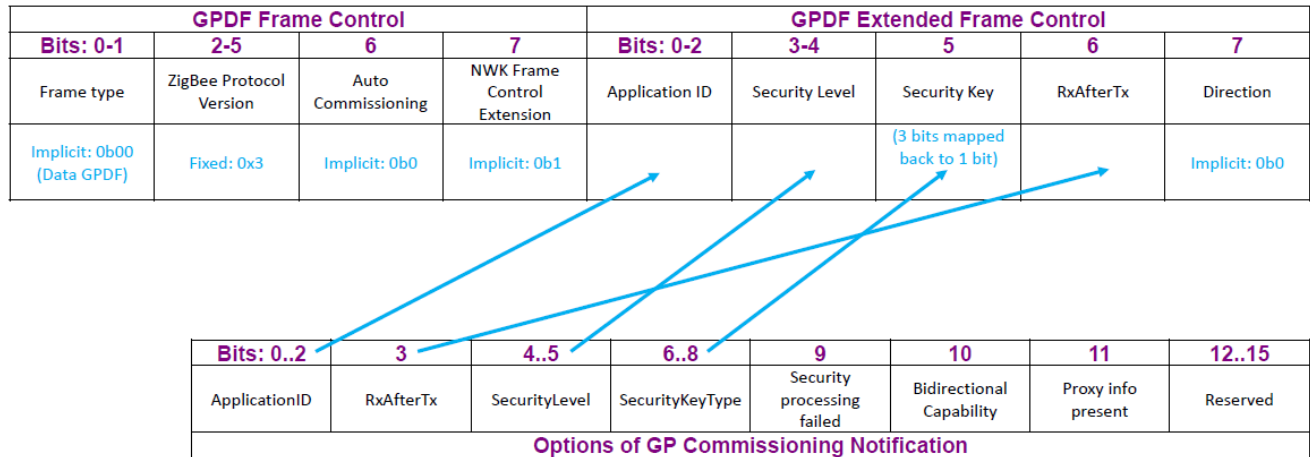 GPDF Frame Control GPDF Extended Frame Control
Bits: 0-1 2-5 6 7 Bits: 0-2 3-4 5 6 7
Frame type
ZigBee Protocol
Version
Auto
Commissioning
NWK Frame
Control
Extension
Application ID
Security Level
Security Key
RxAfterTx
Direction
Implicit: 0b00
(Data GPDF)
Fixed: 0x3
Implicit: 0b0
Implicit: 0b1
(3 bits mapped
back to 1 bit)
Implicit: 0b0
Bits: 0..2 3 4..5 6..8 9 10 11 12..15
ApplicationID
RxAfterTx
SecurityLevel
SecurityKeyType
Security
processing
failed
Bidirectional
Capability
Proxy info
present
Reserved
Options of GP Commissioning Notification